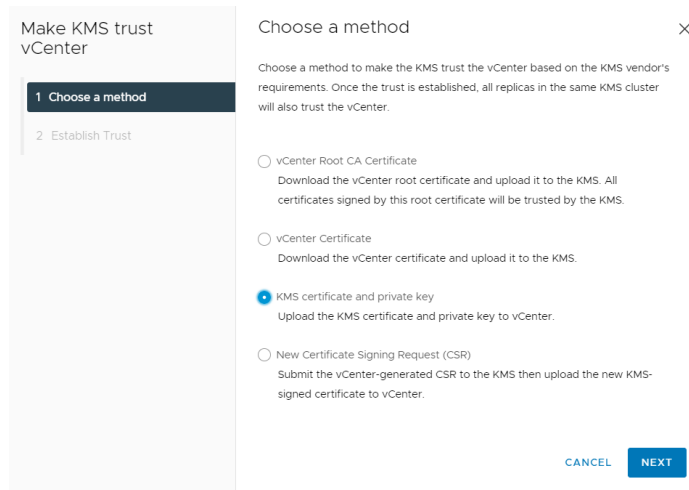 Make KMS trust
vCenter
1 Choose a method
2 Establish Trust
Choose a method
Choose a method to make the KMS trust the vCenter based on the KMS vendor's
requirements. Once the trust is established, all replicas in the same KMS cluster
will also trust the vCenter.
vCenter Root CA Certificate
Download the vCenter root certificate and upload it to the KMS. All
certificates signed by this root certificate will be trusted by the KMS.
vCenter Certificate
Download the vCenter certificate and upload it to the KMS.
KMS certificate and private key
Upload the KMS certificate and private key to vCenter.
New Certificate Signing Request (CSR)
Submit the vCenter-generated CSR to the KMS then upload the new KMS-
signed certificate to vCenter.
CANCEL NEXT